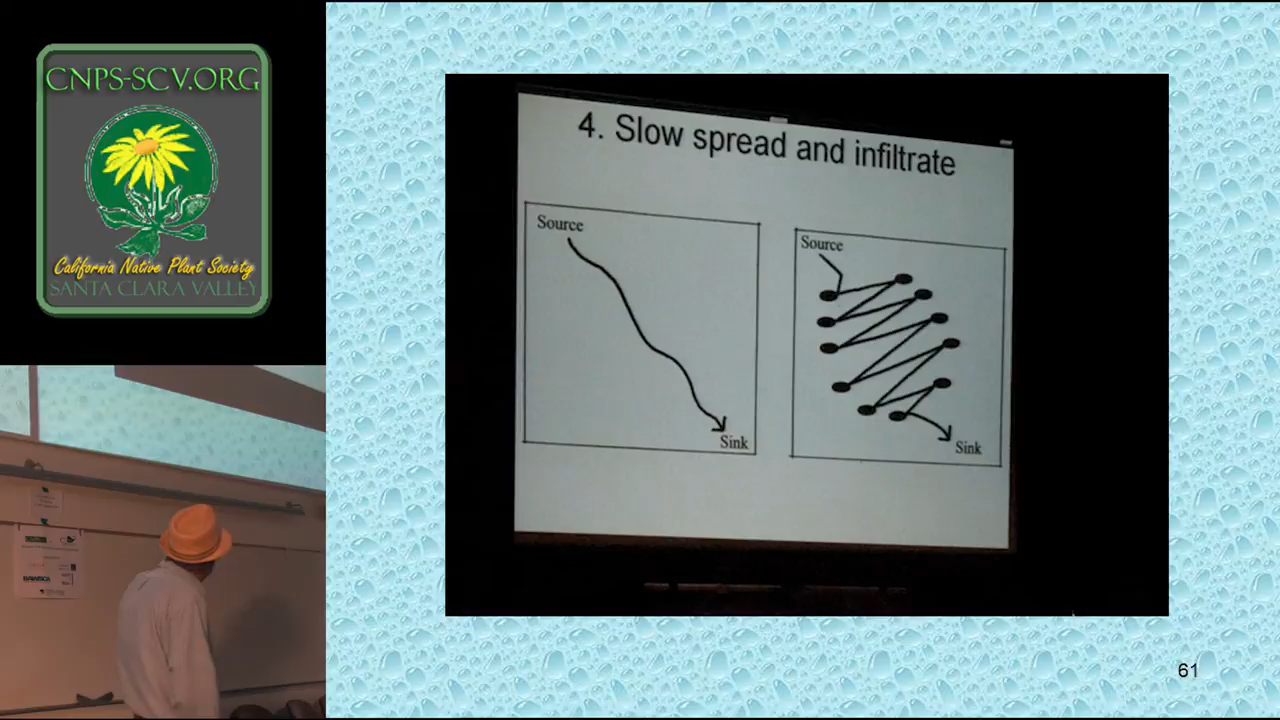 CNPS-SCV.ORG
California Native Plant Society
SANTA CLARA VALLEY
4. Slow spread and infiltrate
Source
Sink
Source
Sink
BAWSCA
61